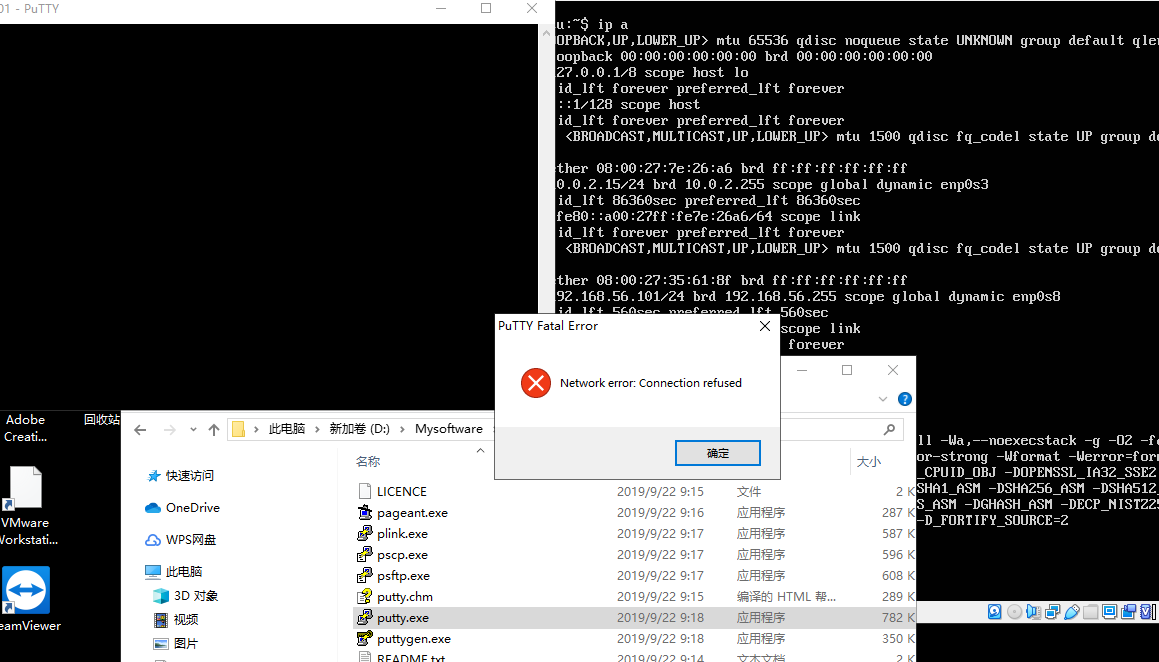 01 - PuTTY
u:~$ ip a
OPBACK,UP,LOWER_UP> mtu 65536 qdisc noqueue state UNKNOWN group default qler
oopback 00:00:00:00:00:00 brd 00:00:00:00:00:00
27.0.0.1/8 scope host lo
id_lft forever preferred_lft forever
::1/128 scope host
id_lft forever preferred_lft forever
<BROADCAST,MULTICAST,UP,LOWER_UP> mtu 1500 qdisc fq_codel state UP group de
ther 08:00:27:7e:26:a6 brd ff:ff:ff:ff:ff:ff
0.0.2.15/24 brd 10.0.2.255 scope global dynamic enp0s3
id_lft 86360sec preferred_lft 86360sec
fe80::a00:27ff:fe7e:26a6/64 scope link
id_lft forever preferred_lft forever
<BROADCAST,MULTICAST,UP,LOWER_UP> mtu 1500 qdisc fq_codel state UP group de
ther 08:00:27:35:61:8f brd ff:ff:ff:ff:ff:ff
92.168.56.101/24 brd 192.168.56.255 scope global dynamic enp0s8
id_lft 560sec preferred_lft 560sec
scope link
forever
PuTTY Fatal Error
Network error: Connection refused
确定
Adobe
Creati...
回收站
VMware
Workstati...
eamViewer
此电脑 新加卷 (D:) Mysoftware
名称 大小
快速访问
OneDrive
WPS网盘
此电脑
3D 对象
视频
图片
LICENCE 2019/9/22 9:15 文件 2 K
pageant.exe 2019/9/22 9:16 应用程序 287 K
plink.exe 2019/9/22 9:17 应用程序 587 K
pscp.exe 2019/9/22 9:17 应用程序 596 K
psftp.exe 2019/9/22 9:17 应用程序 608 K
putty.chm 2019/9/22 9:15 编译的 HTML 帮... 289 K
putty.exe 2019/9/22 9:18 应用程序 782 K
puttygen.exe 2019/9/22 9:18 应用程序 350 K
README.txt 2019/9/22 9:14 文本文档 2 K
ll -Wa,--noexecstack -g -O2 -fd
or-strong -Wformat -Werror=form
_CPUID_OBJ -DOPENSSL_IA32_SSE2
SHA1_ASM -DSHA256_ASM -DSHA512_
S_ASM -DGHASH_ASM -DECP_NISTZ25
-D_FORTIFY_SOURCE=2